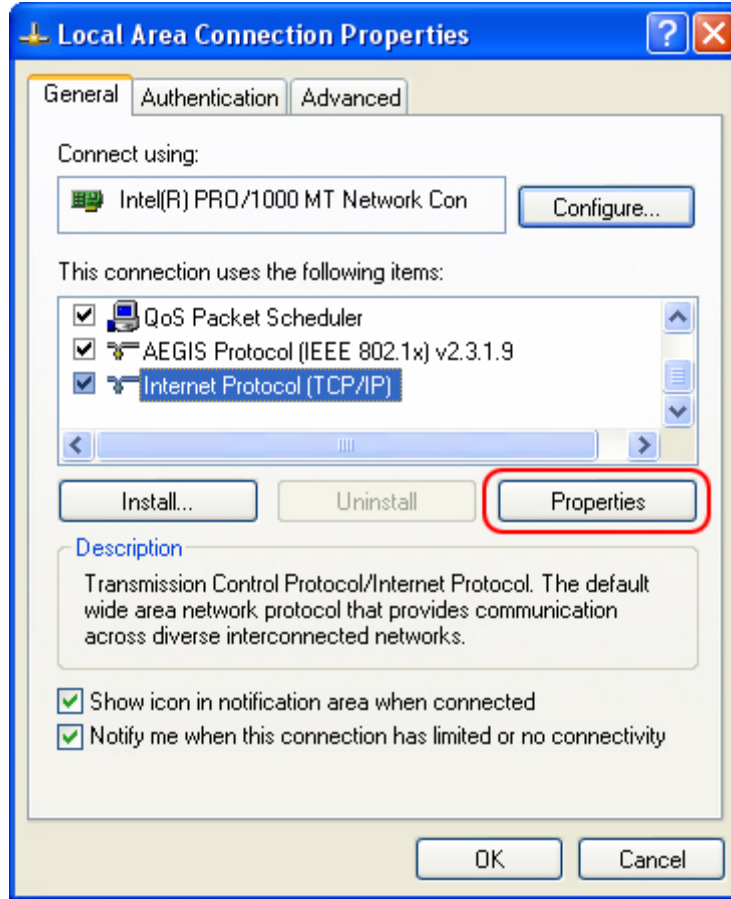 Local Area Connection Properties
General Authentication Advanced
Connect using:
Intel(R) PRO/1000 MT Network Con
Configure...
This connection uses the following items:
QoS Packet Scheduler
AEGIS Protocol (IEEE 802.1x) v2.3.1.9
Internet Protocol (TCP/IP)
Install... Uninstall Properties
Description
Transmission Control Protocol/Internet Protocol. The default
wide area network protocol that provides communication
across diverse interconnected networks.
Show icon in notification area when connected
Notify me when this connection has limited or no connectivity
OK Cancel